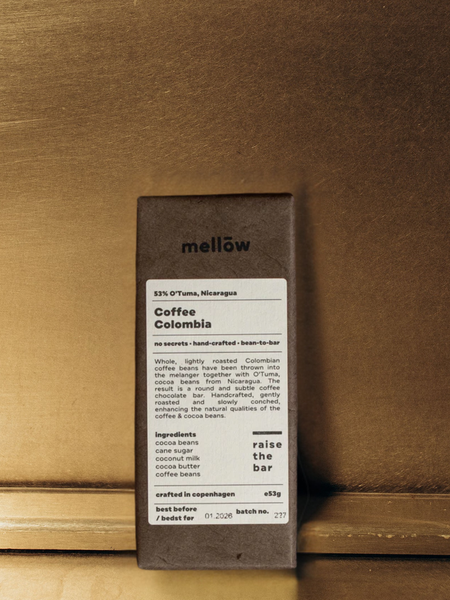 mellōw
53% O'Tuma, Nicaragua
Coffee
Colombia
no secrets • hand-crafted • bean-to-bar
Whole, lightly roasted Colombian
coffee beans have been thrown into
the melanger together with O'Tuma,
cocoa beans from Nicaragua. The
result is a round and subtle coffee
chocolate bar. Handcrafted, gently
roasted and slowly conched,
enhancing the natural qualities of the
coffee & cocoa beans.
ingredients
cocoa beans
cane sugar
coconut milk
cocoa butter
coffee beans
raise
the
bar
crafted in copenhagen e53g
best before
/ bedst før 01.2026 batch no. 277